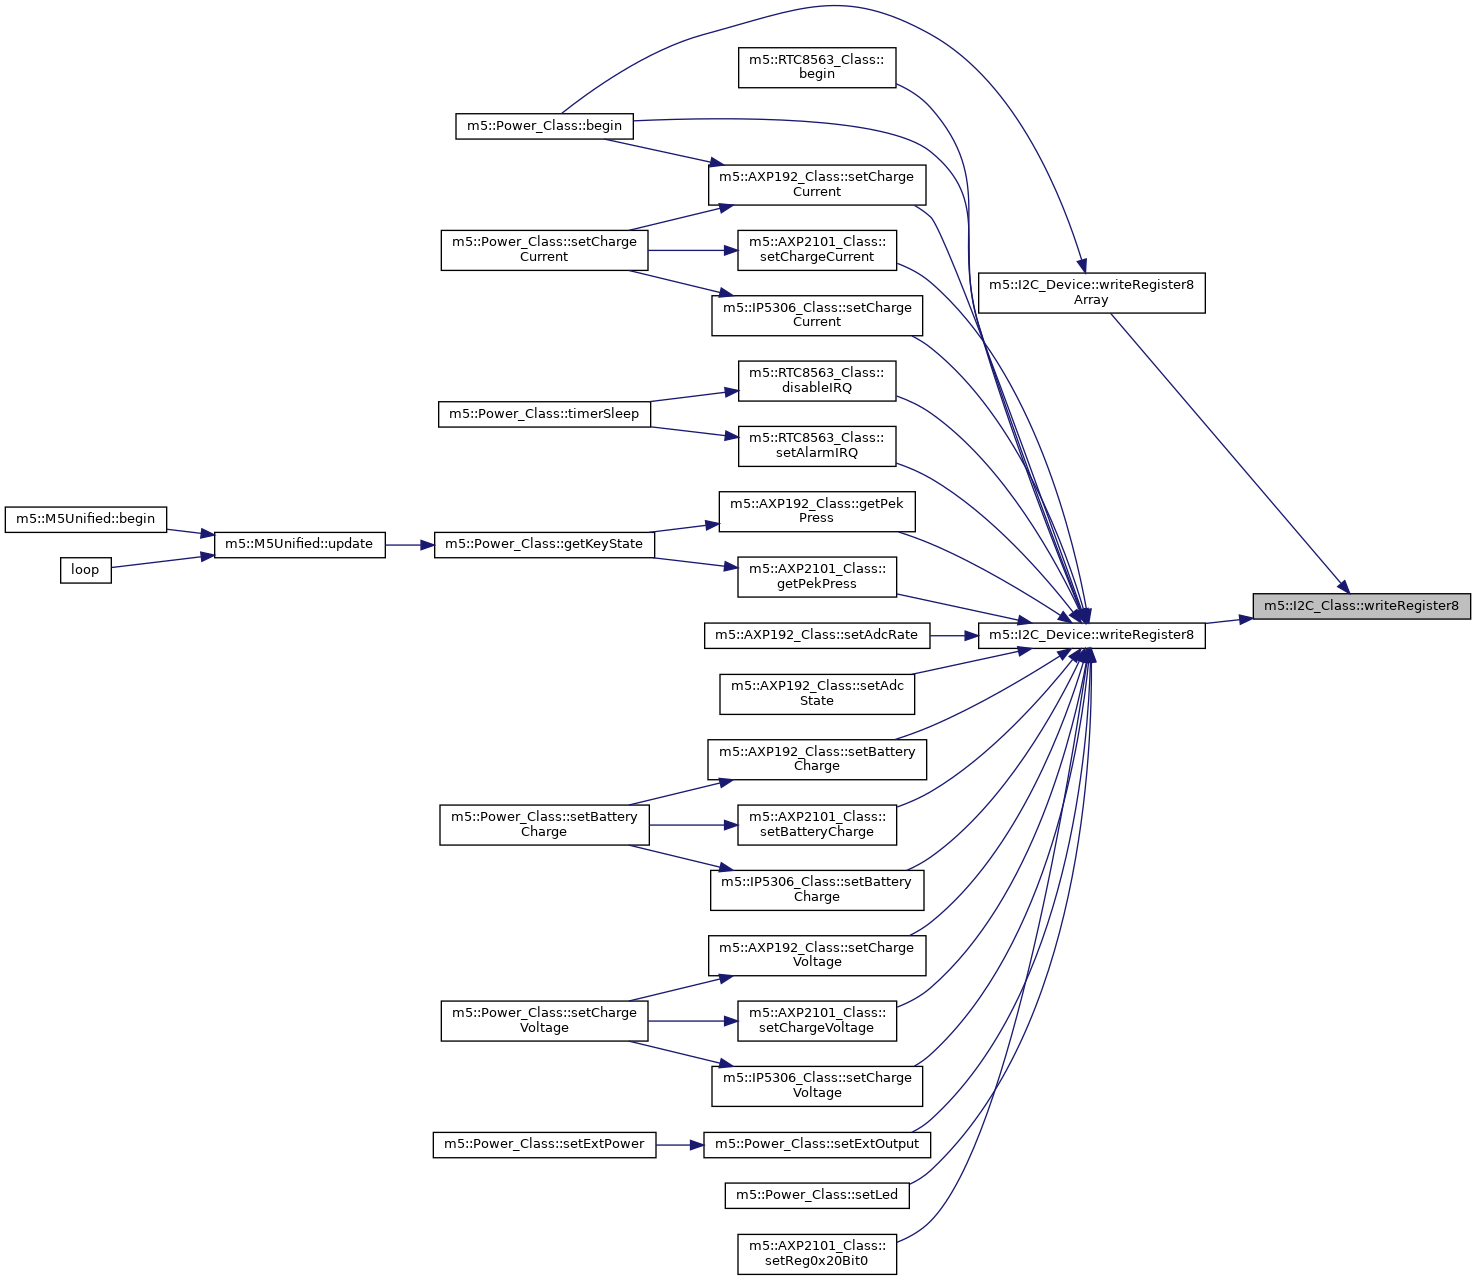 m5::RTC8563_Class::
begin
m5::Power_Class::begin
m5::AXP192_Class::setCharge
Current
m5::Power_Class::setCharge
Current
m5::AXP2101_Class::
setChargeCurrent
m5::I2C_Device::writeRegister8
Array
m5::IP5306_Class::setCharge
Current
m5::RTC8563_Class::
disableIRQ
m5::Power_Class::timerSleep
m5::RTC8563_Class::
setAlarmIRQ
m5::AXP192_Class::getPek
Press
m5::M5Unified::begin
m5::M5Unified::update
m5::Power_Class::getKeyState
loop
m5::AXP2101_Class::
getPekPress
m5::I2C_Class::writeRegister8
m5::AXP192_Class::setAdcRate
m5::I2C_Device::writeRegister8
m5::AXP192_Class::setAdc
State
m5::AXP192_Class::setBattery
Charge
m5::Power_Class::setBattery
Charge
m5::AXP2101_Class::
setBatteryCharge
m5::IP5306_Class::setBattery
Charge
m5::AXP192_Class::setCharge
Voltage
m5::Power_Class::setCharge
Voltage
m5::AXP2101_Class::
setChargeVoltage
m5::IP5306_Class::setCharge
Voltage
m5::Power_Class::setExtPower
m5::Power_Class::setExtOutput
m5::Power_Class::setLed
m5::AXP2101_Class::
setReg0x20Bit0